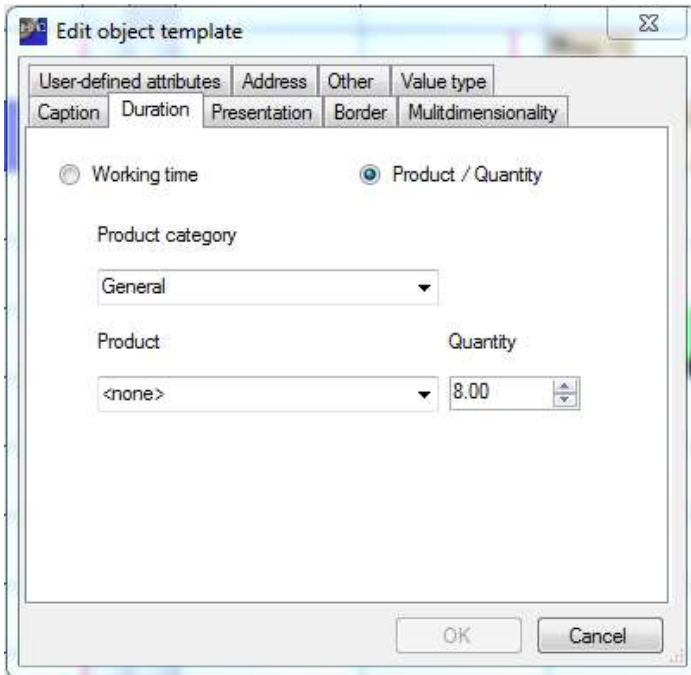 Edit object template
User-defined attributes Address Other Value type
Caption Duration Presentation Border Mulitdimensionality
Working time Product / Quantity
Product category
General
Product Quantity
<none> 8.00
OK Cancel